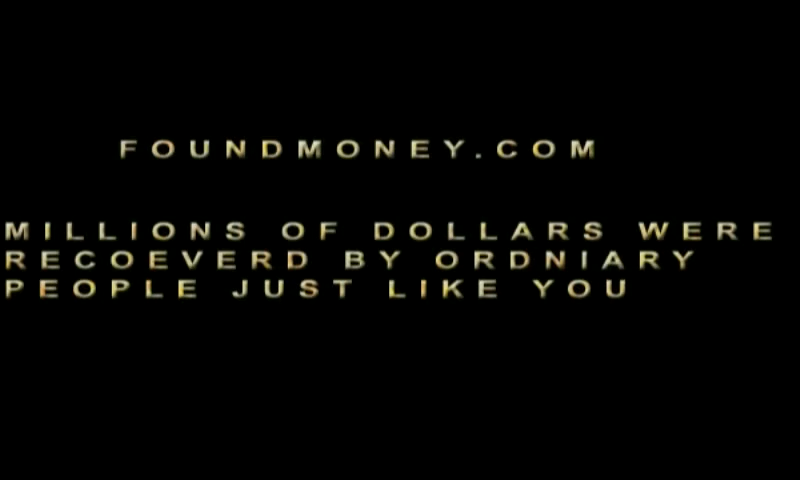 FOUNDMONEY.COM
MILLIONS OF DOLLARS WERE
RECOEVERD BY ORDNIARY
PEOPLE JUST LIKE YOU